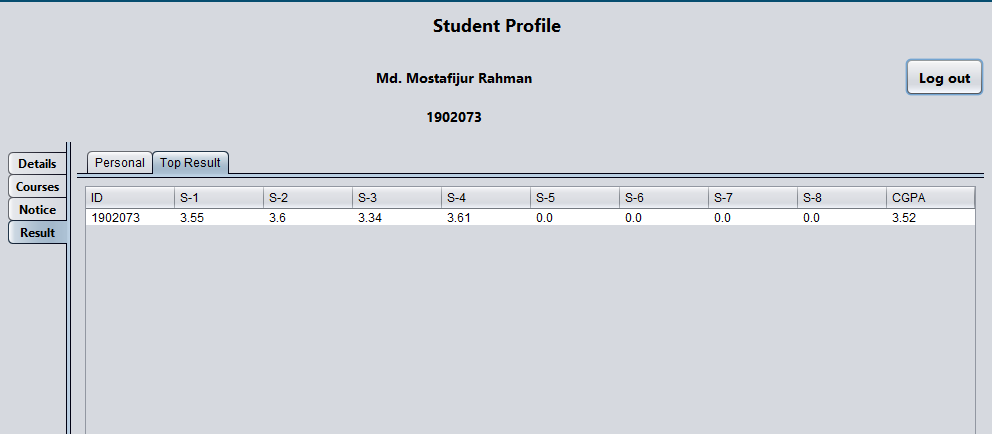 Student Profile
Md. Mostafijur Rahman
Log out
1902073
Details
Courses
Notice
Result
Personal Top Result
ID S-1 S-2 S-3 S-4 S-5 S-6 S-7 S-8 CGPA
1902073 3.55 3.6 3.34 3.61 0.0 0.0 0.0 0.0 3.52